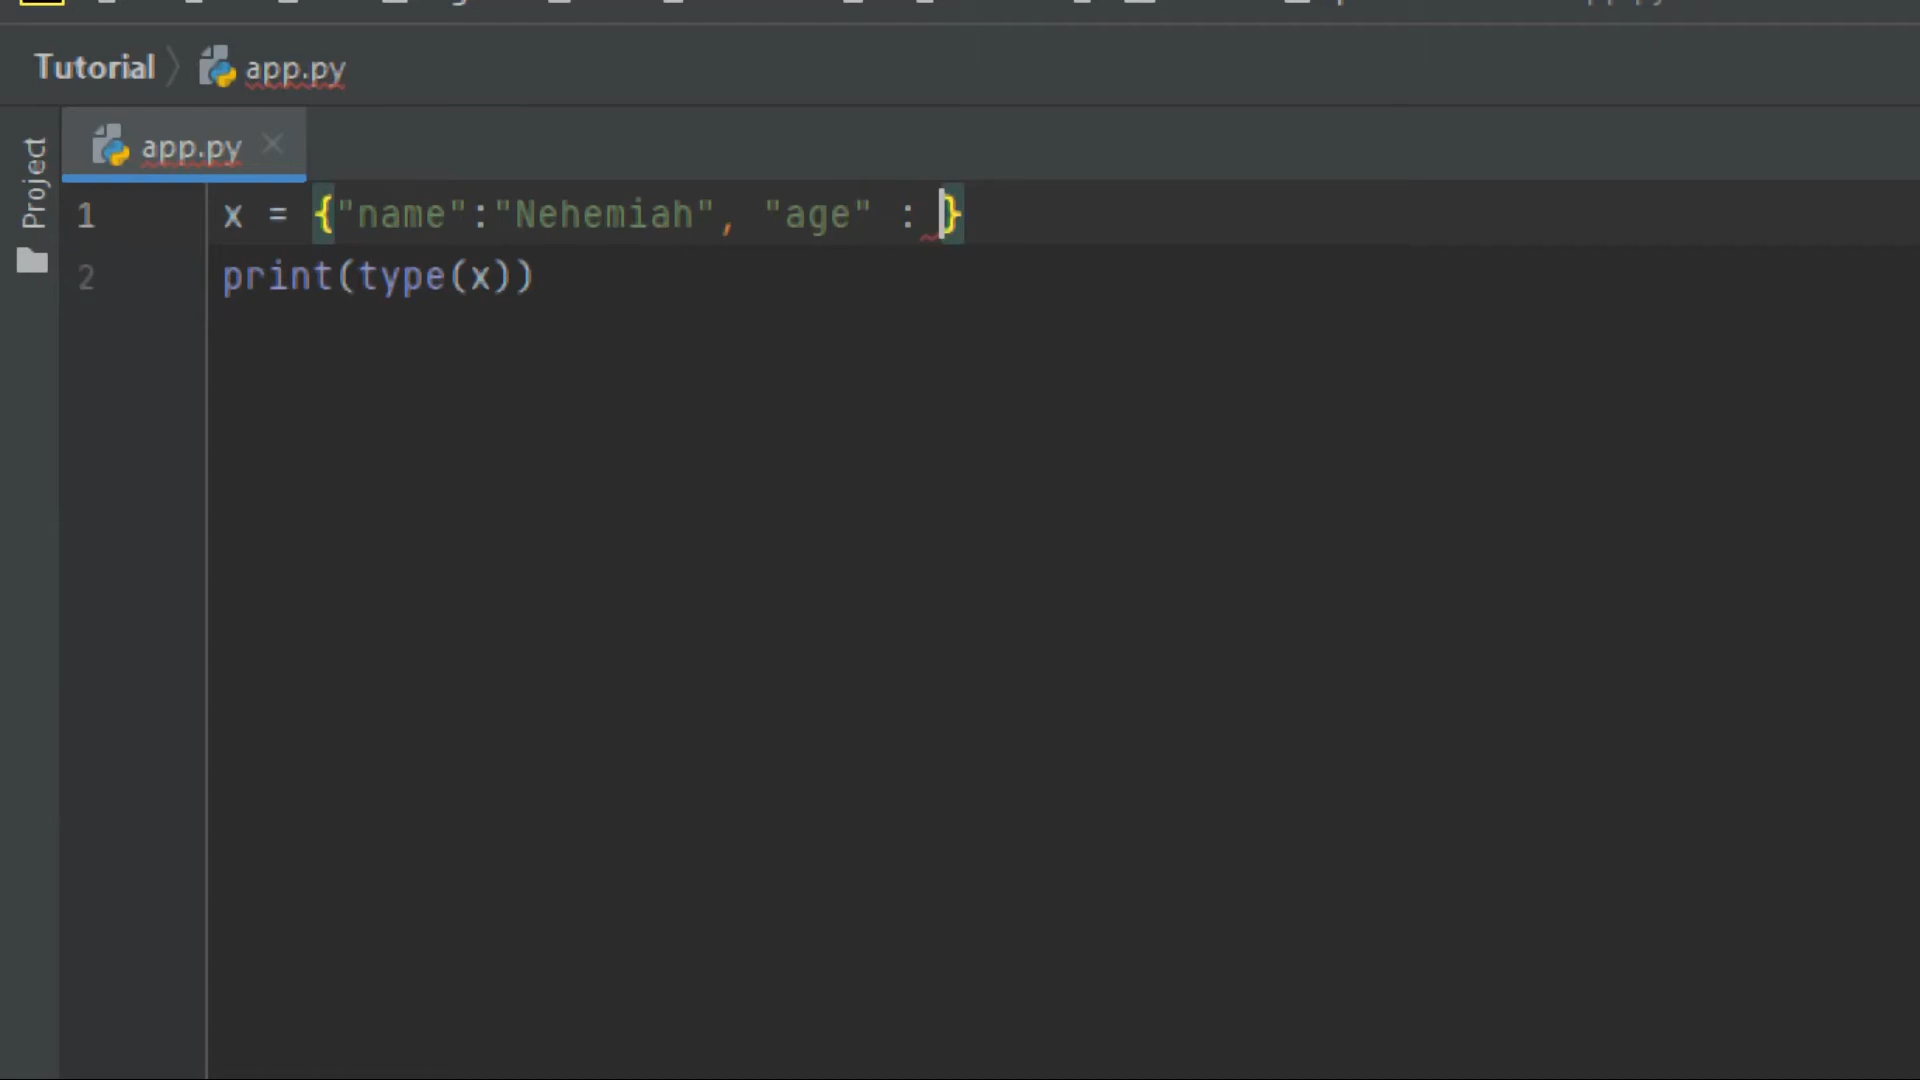 Tutorial app.py
app.py
Project
1 x = {"name":"Nehemiah", "age" : }
2 print(type(x))